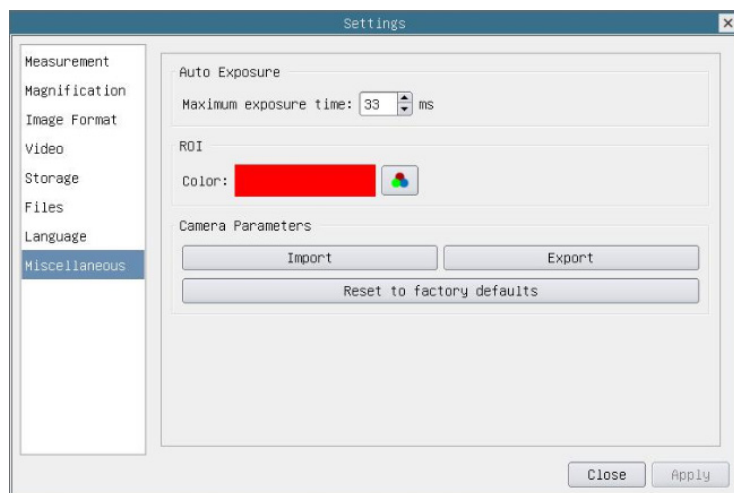 Settings
Measurement
Magnification
Image Format
Video
Storage
Files
Language
Miscellaneous
Auto Exposure
Maximum exposure time: 33 ms
ROI
Color:
Camera Parameters
Import Export
Reset to factory defaults
Close Apply